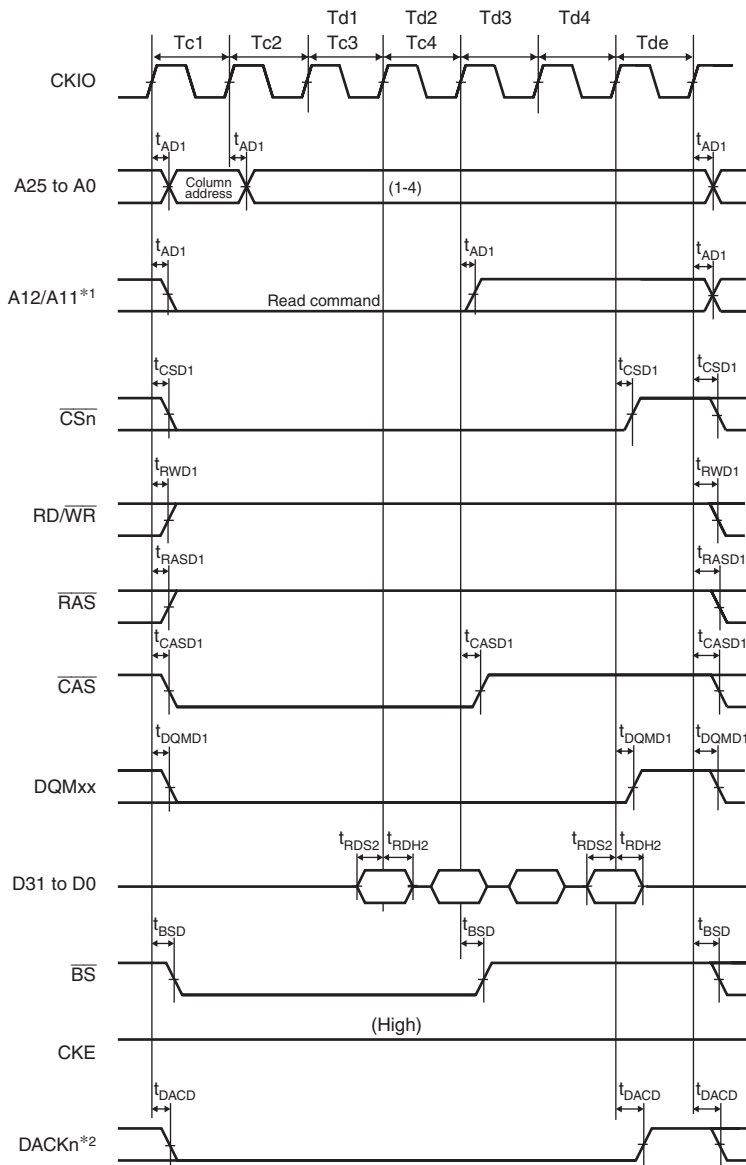 Td1 Td2 Td3 Td4
Tc1 Tc2 Tc3 Tc4 Tde
CKIO
tAD1 tAD1 tAD1
A25 to A0 Column address (1-4)
tAD1 tAD1 tAD1
A12/A11*1 Read command
tCSD1 tCSD1 tCSD1
CSn
tRWD1 tRWD1
RD/WR
tRASD1 tRASD1
RAS
tCASD1 tCASD1 tCASD1
CAS
tDQMD1 tDQMD1 tDQMD1
DQMxx
tRDS2 tRDH2 tRDS2 tRDH2
D31 to D0
tBSD tBSD tBSD
BS
(High)
CKE
tDACD tDACD tDACD
DACKn*2